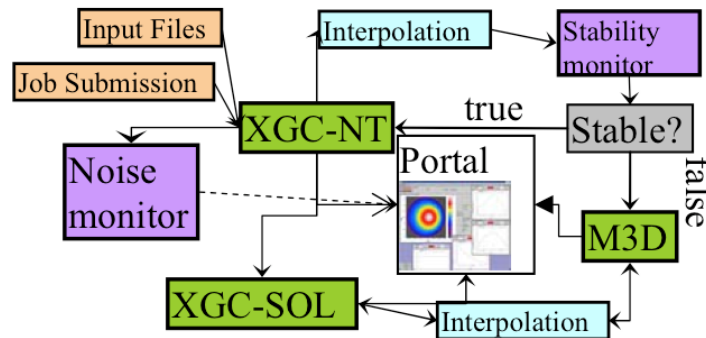 Input Files
Interpolation
Stability
monitor
Job Submission
true
XGC-NT
Stable?
Portal
false
Noise
monitor
M3D
XGC-SOL
Interpolation